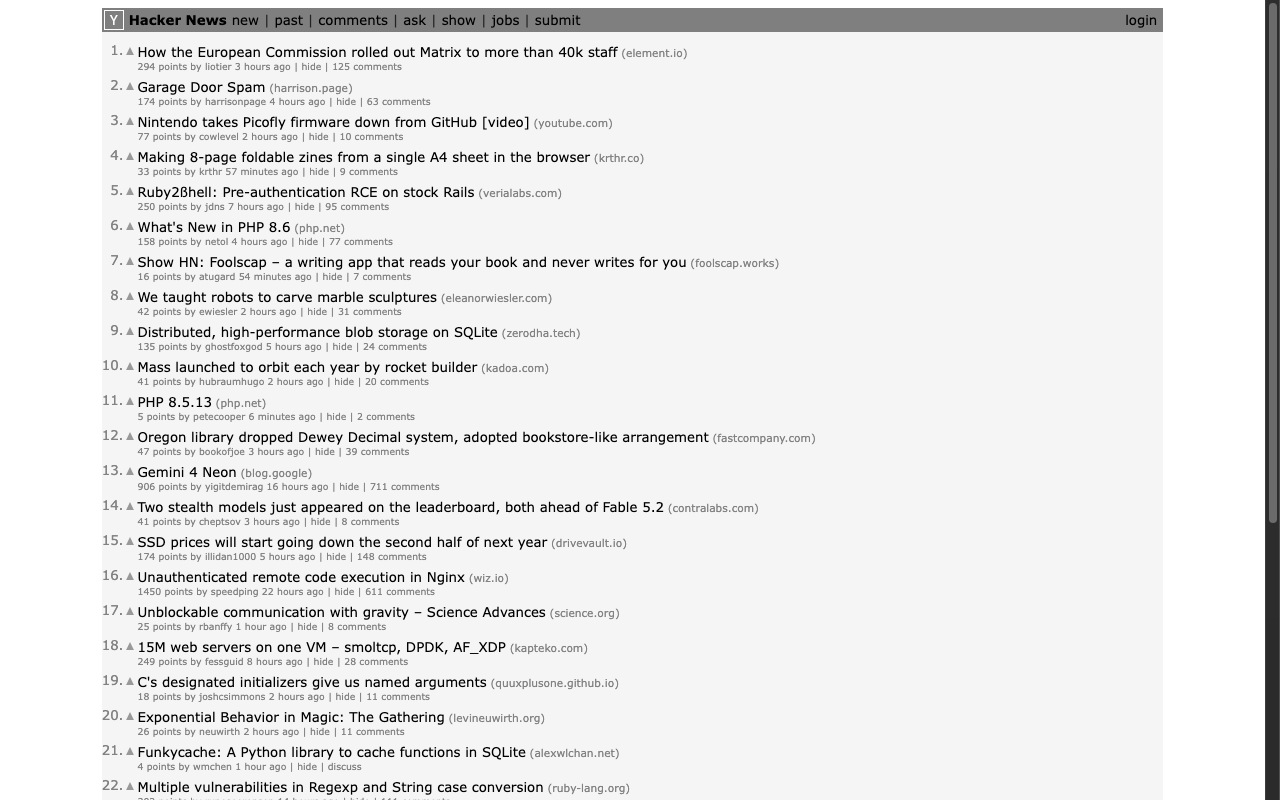 Y Hacker News new | past | comments | ask | show | jobs | submit login
1. ▲ How the European Commission rolled out Matrix to more than 40k staff (element.io)
294 points by liotier 3 hours ago | hide | 125 comments
2. ▲ Garage Door Spam (harrison.page)
174 points by harrisonpage 4 hours ago | hide | 63 comments
3. ▲ Nintendo takes Picofly firmware down from GitHub [video] (youtube.com)
77 points by cowlevel 2 hours ago | hide | 10 comments
4. ▲ Making 8-page foldable zines from a single A4 sheet in the browser (krthr.co)
33 points by krthr 57 minutes ago | hide | 9 comments
5. ▲ Ruby2ßhell: Pre-authentication RCE on stock Rails (verialabs.com)
250 points by jdns 7 hours ago | hide | 95 comments
6. ▲ What's New in PHP 8.6 (php.net)
158 points by netol 4 hours ago | hide | 77 comments
7. ▲ Show HN: Foolscap – a writing app that reads your book and never writes for you (foolscap.works)
16 points by atugard 54 minutes ago | hide | 7 comments
8. ▲ We taught robots to carve marble sculptures (eleanorwiesler.com)
42 points by ewiesler 2 hours ago | hide | 31 comments
9. ▲ Distributed, high-performance blob storage on SQLite (zerodha.tech)
135 points by ghostfoxgod 5 hours ago | hide | 24 comments
10. ▲ Mass launched to orbit each year by rocket builder (kadoa.com)
41 points by hubraumhugo 2 hours ago | hide | 20 comments
11. ▲ PHP 8.5.13 (php.net)
5 points by petecooper 6 minutes ago | hide | 2 comments
12. ▲ Oregon library dropped Dewey Decimal system, adopted bookstore-like arrangement (fastcompany.com)
47 points by bookofjoe 3 hours ago | hide | 39 comments
13. ▲ Gemini 4 Neon (blog.google)
906 points by yigitdemirag 16 hours ago | hide | 711 comments
14. ▲ Two stealth models just appeared on the leaderboard, both ahead of Fable 5.2 (contralabs.com)
41 points by cheptsov 3 hours ago | hide | 8 comments
15. ▲ SSD prices will start going down the second half of next year (drivevault.io)
174 points by illidan1000 5 hours ago | hide | 148 comments
16. ▲ Unauthenticated remote code execution in Nginx (wiz.io)
1450 points by speedping 22 hours ago | hide | 611 comments
17. ▲ Unblockable communication with gravity – Science Advances (science.org)
25 points by rbanffy 1 hour ago | hide | 8 comments
18. ▲ 15M web servers on one VM – smoltcp, DPDK, AF_XDP (kapteko.com)
249 points by fessguid 8 hours ago | hide | 28 comments
19. ▲ C's designated initializers give us named arguments (quuxplusone.github.io)
18 points by joshcsimmons 2 hours ago | hide | 11 comments
20. ▲ Exponential Behavior in Magic: The Gathering (levineuwirth.org)
26 points by neuwirth 2 hours ago | hide | 11 comments
21. ▲ Funkycache: A Python library to cache functions in SQLite (alexwlchan.net)
4 points by wmchen 1 hour ago | hide | discuss
22. ▲ Multiple vulnerabilities in Regexp and String case conversion (ruby-lang.org)